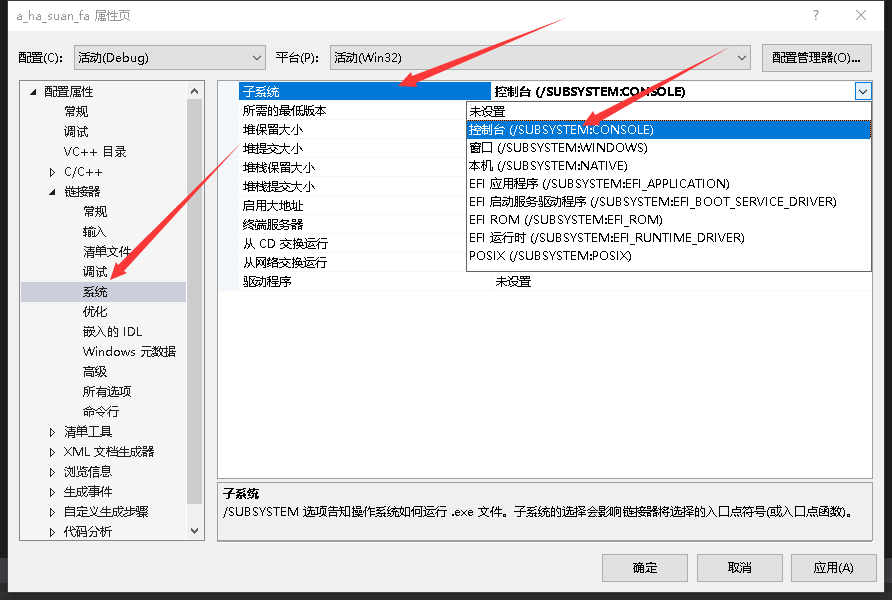 a_ha_suan_fa 属性页
?
配置(C):
活动(Debug)
平台(P):
活动(Win32)
配置管理器(O)...
配置属性
常规
调试
VC++ 目录
C/C++
链接器
常规
输入
清单文件
调试
系统
优化
嵌入的 IDL
Windows 元数据
高级
所有选项
命令行
清单工具
XML 文档生成器
浏览信息
生成事件
自定义生成步骤
代码分析
子系统
控制台 (/SUBSYSTEM:CONSOLE)
所需的最低版本
堆保留大小
堆提交大小
堆栈保留大小
堆栈提交大小
启用大地址
终端服务器
从 CD 交换运行
从网络交换运行
驱动程序
未设置
未设置
控制台 (/SUBSYSTEM:CONSOLE)
窗口 (/SUBSYSTEM:WINDOWS)
本机 (/SUBSYSTEM:NATIVE)
EFI 应用程序 (/SUBSYSTEM:EFI_APPLICATION)
EFI 启动服务驱动程序 (/SUBSYSTEM:EFI_BOOT_SERVICE_DRIVER)
EFI ROM (/SUBSYSTEM:EFI_ROM)
EFI 运行时 (/SUBSYSTEM:EFI_RUNTIME_DRIVER)
POSIX (/SUBSYSTEM:POSIX)
子系统
/SUBSYSTEM 选项告知操作系统如何运行 .exe 文件。子系统的选择会影响链接器将选择的入口点符号(或入口点函数)。
确定
取消
应用(A)